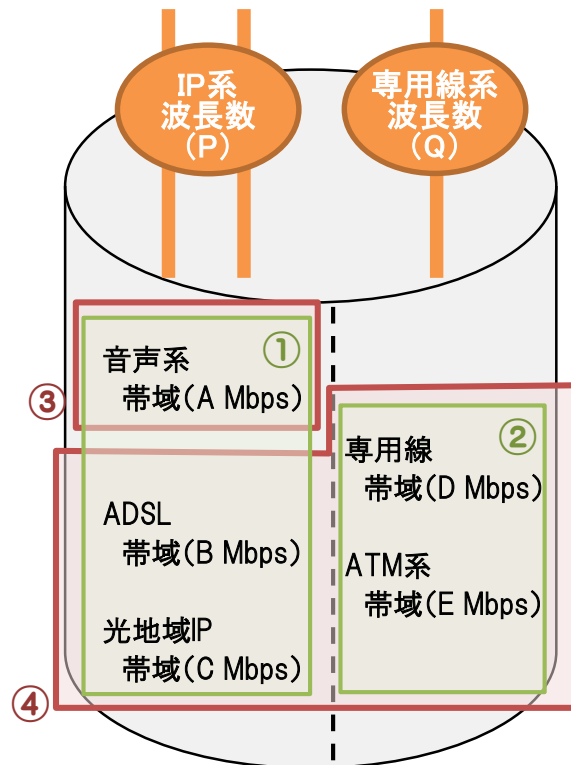 IP系
波長数
(P)
専用線系
波長数
(Q)
①
音声系
帯域(A Mbps)
③
②
専用線
帯域(D Mbps)
ADSL
帯域(B Mbps)
ATM系
帯域(E Mbps)
光地域IP
帯域(C Mbps)
④